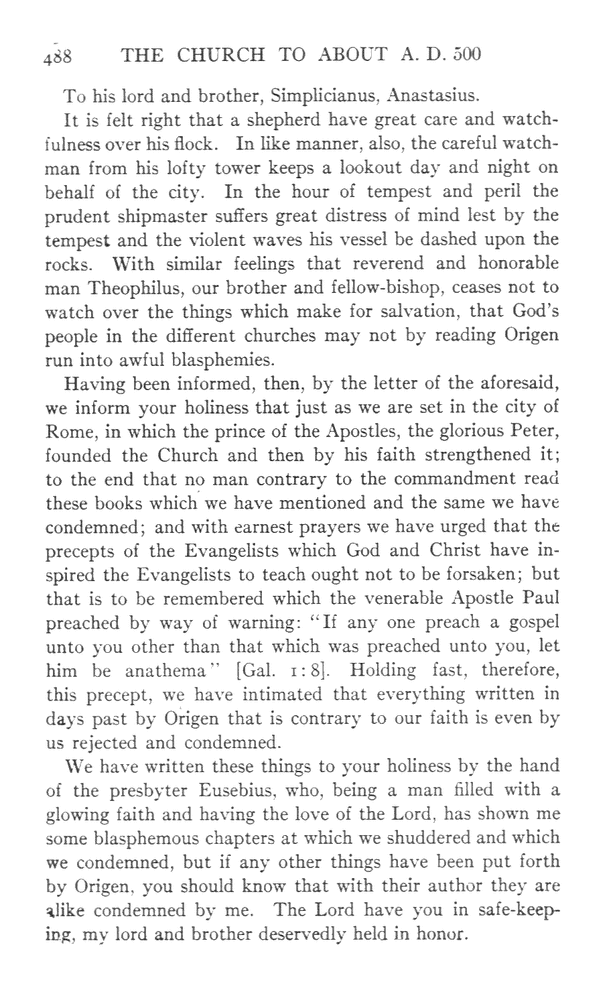 488 THE CHURCH TO ABOUT A. D. 500
To his lord and brother, Simplicianus, Anastasius.
It is felt right that a shepherd have great care and watch-
fulness over his flock. In like manner, also, the careful watch-
man from his lofty tower keeps a lookout day and night on
behalf of the city. In the hour of tempest and peril the
prudent shipmaster suffers great distress of mind lest by the
tempest and the violent waves his vessel be dashed upon the
rocks. With similar feelings that reverend and honorable
man Theophilus, our brother and fellow-bishop, ceases not to
watch over the things which make for salvation, that God's
people in the different churches may not by reading Origen
run into awful blasphemies.
Having been informed, then, by the letter of the aforesaid,
we inform your holiness that just as we are set in the city of
Rome, in which the prince of the Apostles, the glorious Peter,
founded the Church and then by his faith strengthened it;
to the end that no man contrary to the commandment read
these books which we have mentioned and the same we have
condemned; and with earnest prayers we have urged that the
precepts of the Evangelists which God and Christ have in-
spired the Evangelists to teach ought not to be forsaken; but
that is to be remembered which the venerable Apostle Paul
preached by way of warning: "If any one preach a gospel
unto you other than that which was preached unto you, let
him be anathema" [Gal. 1:8]. Holding fast, therefore,
this precept, we have intimated that everything written in
days past by Origen that is contrary to our faith is even by
us rejected and condemned.
We have written these things to your holiness by the hand
of the presbyter Eusebius, who, being a man filled with a
glowing faith and having the love of the Lord, has shown me
some blasphemous chapters at which we shuddered and which
we condemned, but if any other things have been put forth
by Origen, you should know that with their author they are
alike condemned by me. The Lord have you in safe-keep-
ing, my lord and brother deservedly held in honor.